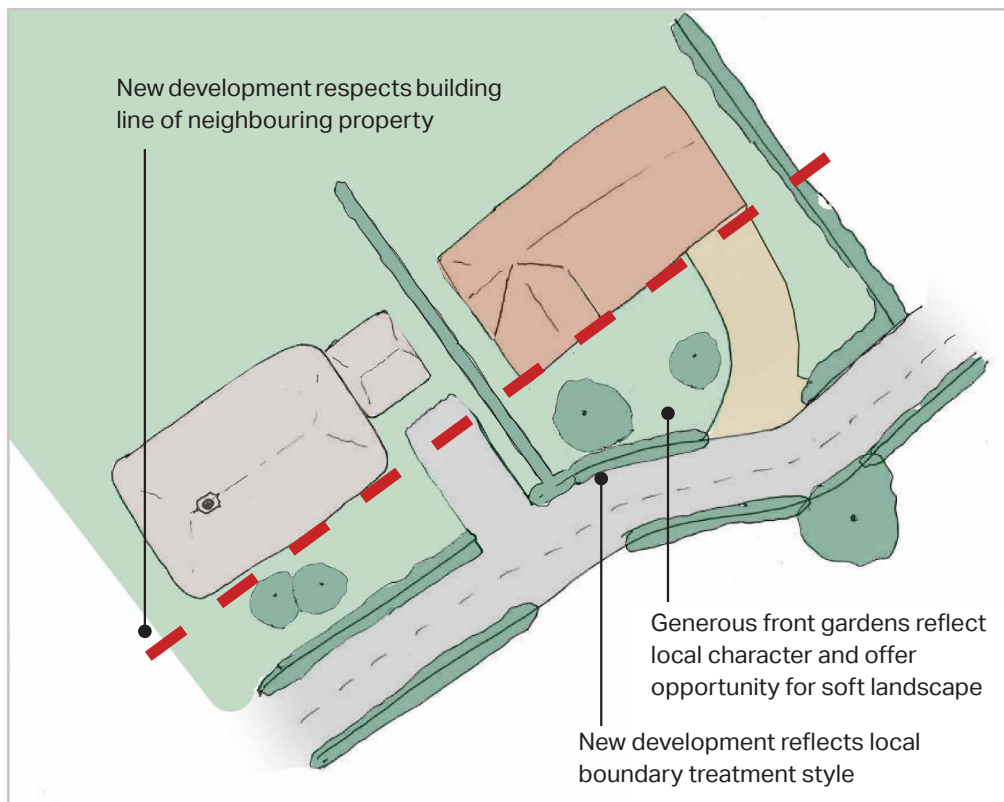 New development respects building
line of neighbouring property
Generous front gardens reflect
local character and offer
opportunity for soft landscape
New development reflects local
boundary treatment style